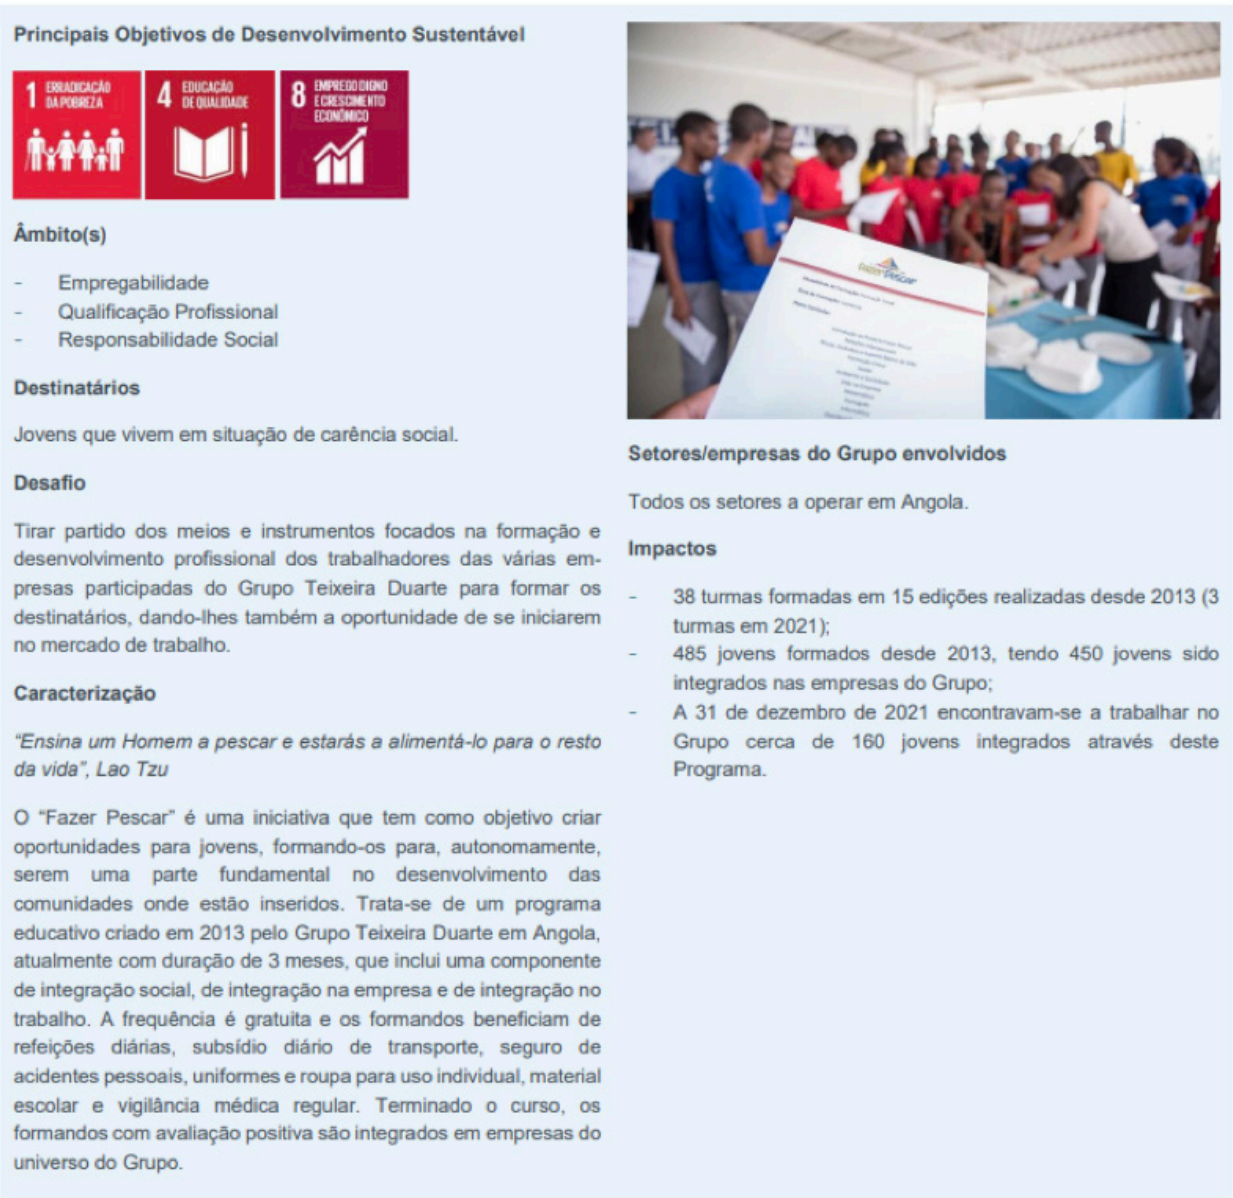 Principais Objetivos de Desenvolvimento Sustentável
1 ERRADICAÇÃO
DA POBREZA
4 EDUCAÇÃO
DE QUALIDADE
8 EMPREGO DIGNO
E CRESCIMENTO
ECONÓMICO
Âmbito(s)
- Empregabilidade
- Qualificação Profissional
- Responsabilidade Social
Destinatários
Jovens que vivem em situação de carência social.
Desafio
Tirar partido dos meios e instrumentos focados na formação e
desenvolvimento profissional dos trabalhadores das várias em-
presas participadas do Grupo Teixeira Duarte para formar os
destinatários, dando-lhes também a oportunidade de se iniciarem
no mercado de trabalho.
Caracterização
“Ensina um Homem a pescar e estarás a alimentá-lo para o resto
da vida”, Lao Tzu
O “Fazer Pescar” é uma iniciativa que tem como objetivo criar
oportunidades para jovens, formando-os para, autonomamente,
serem uma parte fundamental no desenvolvimento das
comunidades onde estão inseridos. Trata-se de um programa
educativo criado em 2013 pelo Grupo Teixeira Duarte em Angola,
atualmente com duração de 3 meses, que inclui uma componente
de integração social, de integração na empresa e de integração no
trabalho. A frequência é gratuita e os formandos beneficiam de
refeições diárias, subsídio diário de transporte, seguro de
acidentes pessoais, uniformes e roupa para uso individual, material
escolar e vigilância médica regular. Terminado o curso, os
formandos com avaliação positiva são integrados em empresas do
universo do Grupo.
Fazer Pescar
Setores/empresas do Grupo envolvidos
Todos os setores a operar em Angola.
Impactos
- 38 turmas formadas em 15 edições realizadas desde 2013 (3
turmas em 2021);
- 485 jovens formados desde 2013, tendo 450 jovens sido
integrados nas empresas do Grupo;
- A 31 de dezembro de 2021 encontravam-se a trabalhar no
Grupo cerca de 160 jovens integrados através deste
Programa.